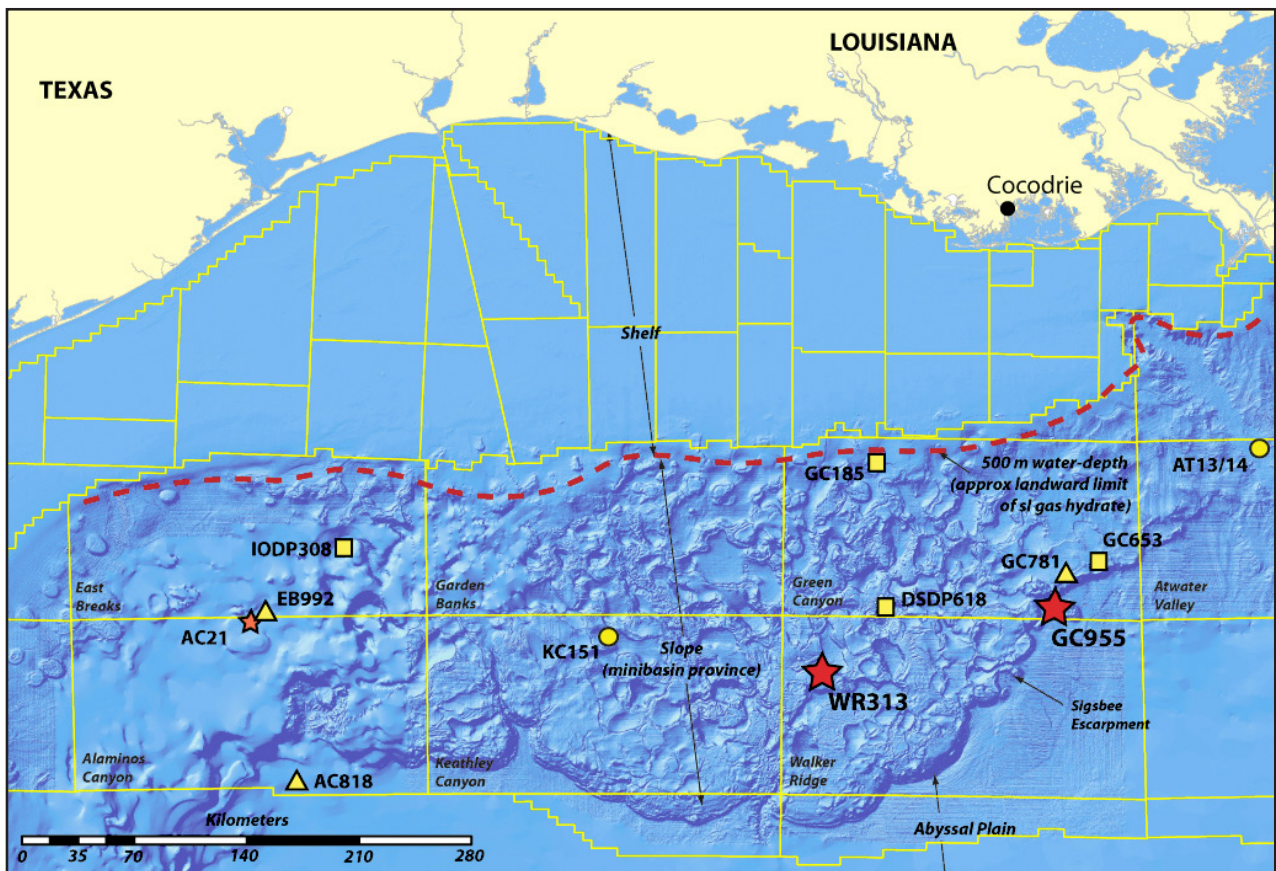 LOUISIANA
TEXAS
Cocodrie
Shelf
GC185
500 m water-depth
(approx landward limit
of sI gas hydrate)
AT13/14
IODP308
GC653
GC781
East
Breaks
EB992
Garden
Banks
Green
Canyon
DSDP618
Atwater
Valley
AC21
KC151
Slope
(minibasin province)
GC955
WR313
Sigsbee
Escarpment
Alaminos
Canyon
AC818
Keathley
Canyon
Walker
Ridge
Kilometers
Abyssal Plain
0 35 70 140 210 280